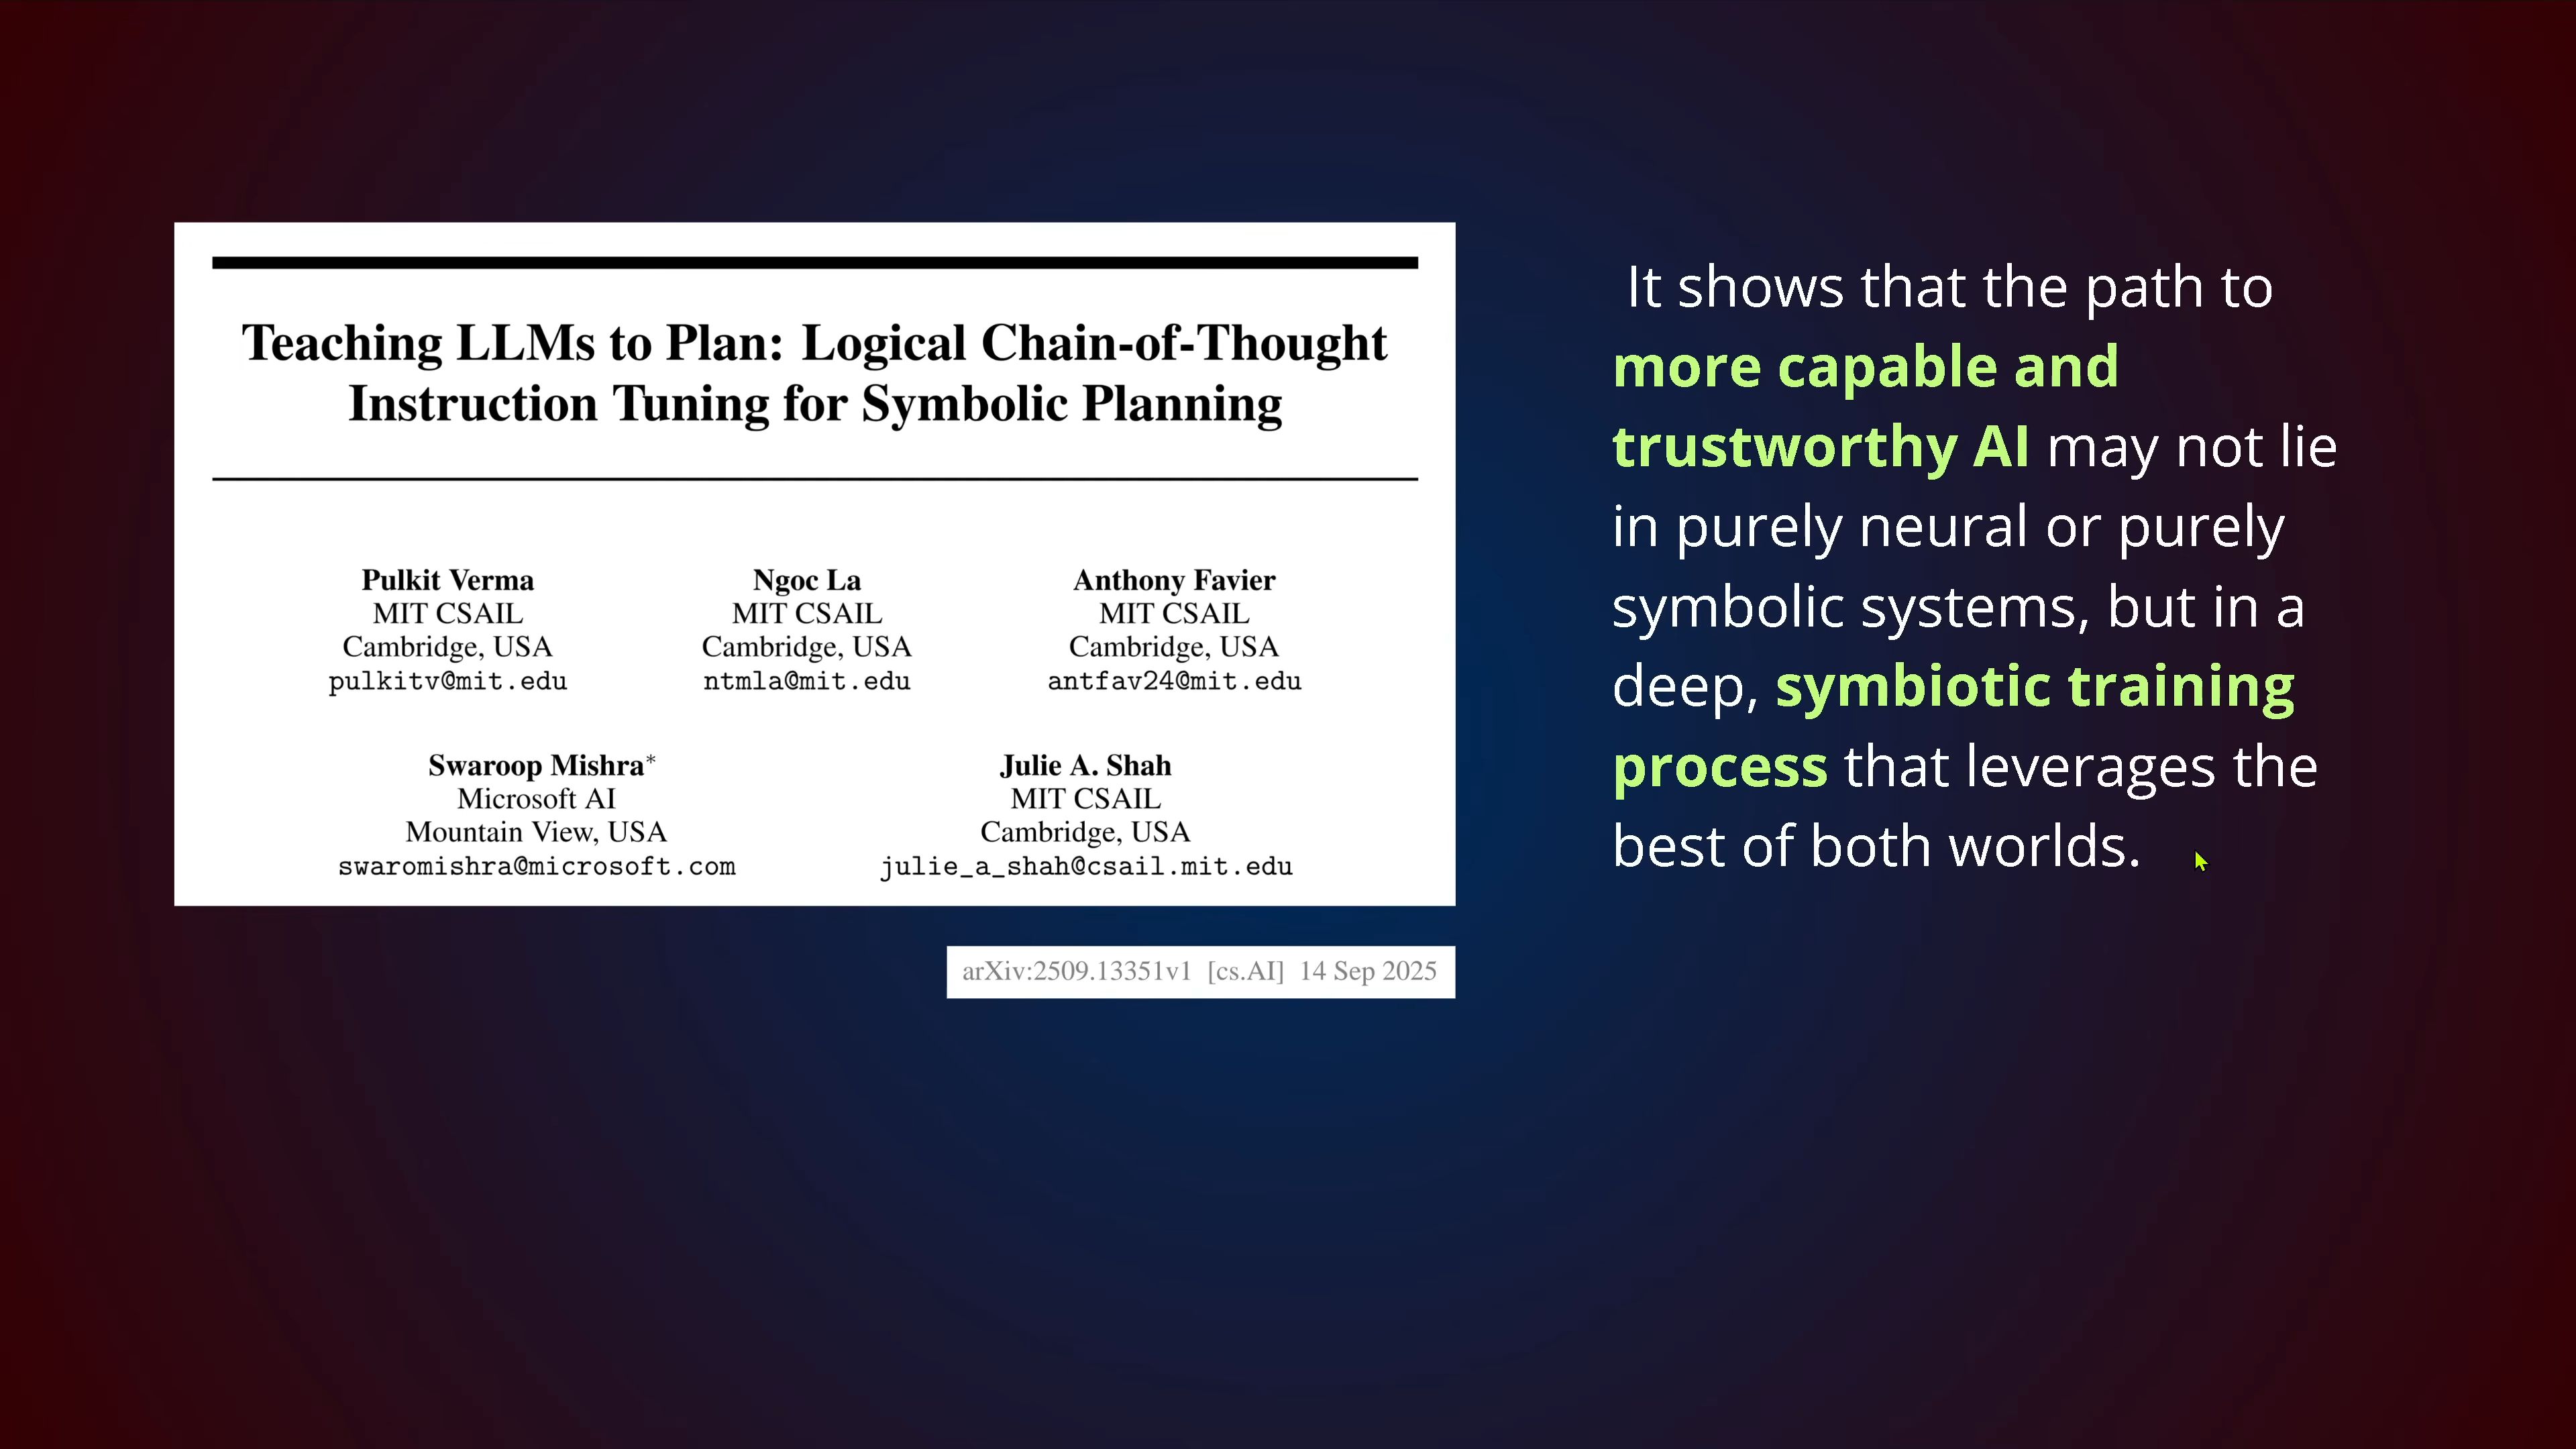 Teaching LLMs to Plan: Logical Chain-of-Thought
Instruction Tuning for Symbolic Planning
Pulkit Verma
MIT CSAIL
Cambridge, USA
pulkitv@mit.edu
Ngoc La
MIT CSAIL
Cambridge, USA
ntmla@mit.edu
Anthony Favier
MIT CSAIL
Cambridge, USA
antfav24@mit.edu
Swaroop Mishra*
Microsoft AI
Mountain View, USA
swaromishra@microsoft.com
Julie A. Shah
MIT CSAIL
Cambridge, USA
julie_a_shah@csail.mit.edu
arXiv:2509.13351v1 [cs.AI] 14 Sep 2025
It shows that the path to
more capable and
trustworthy AI may not lie
in purely neural or purely
symbolic systems, but in a
deep, symbiotic training
process that leverages the
best of both worlds.